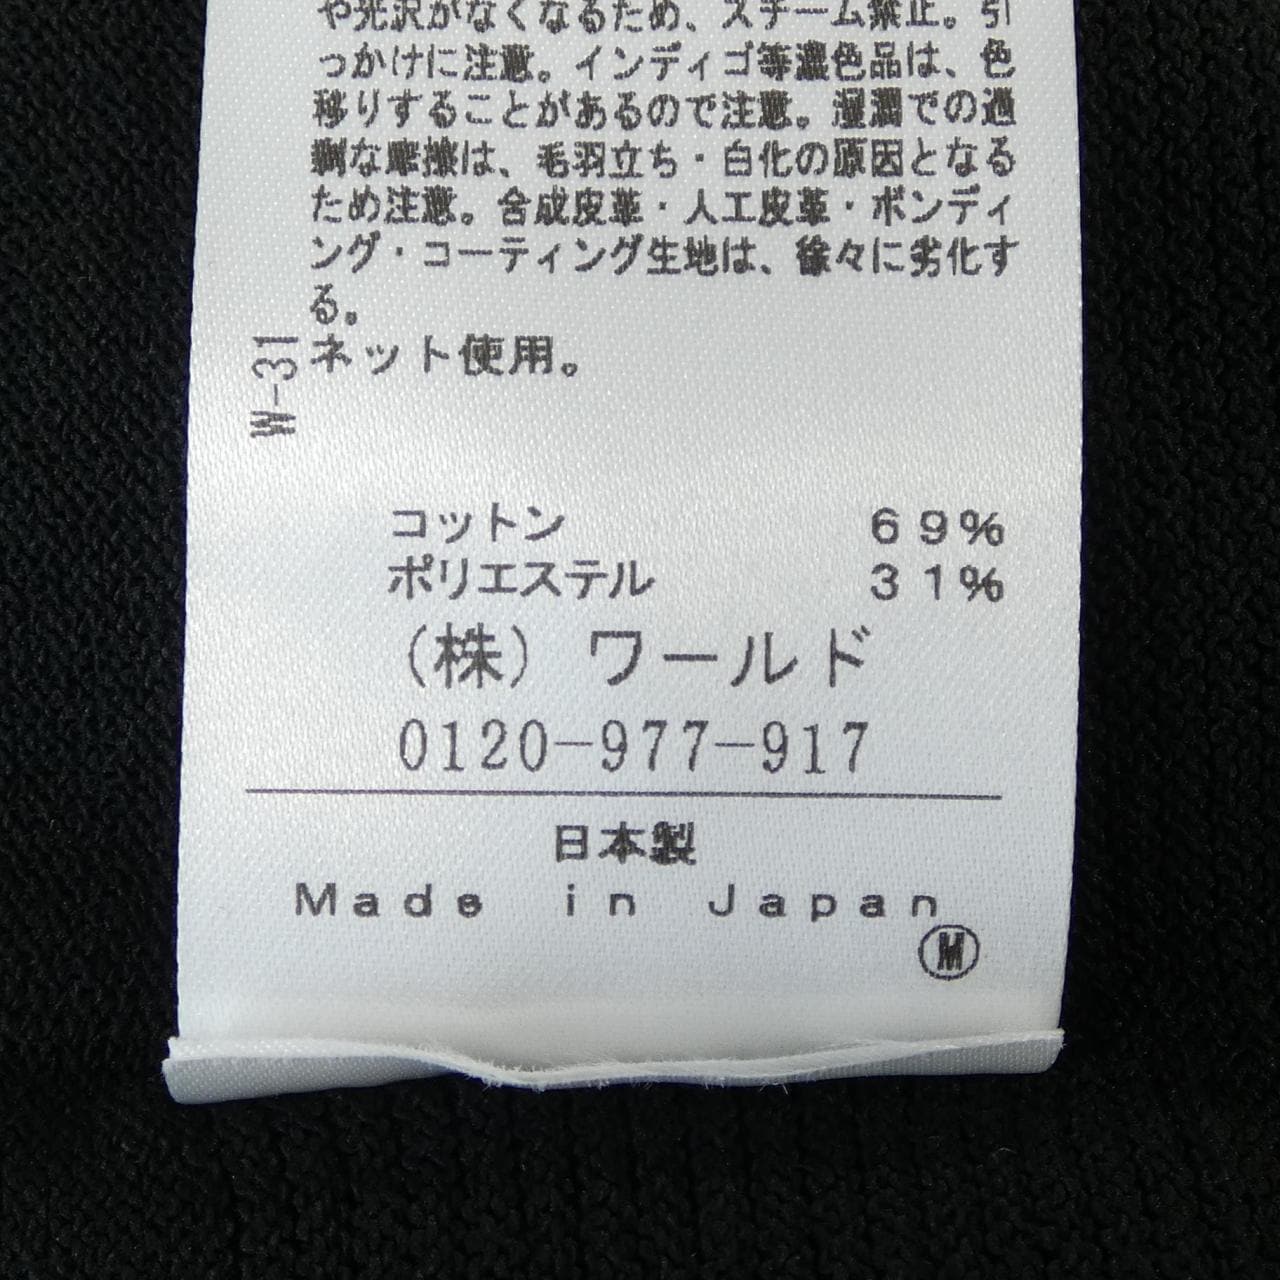 や光沢がなくなるため、スチーム禁止。引
っかけに注意。インディゴ等濃色品は、色
移りすることがあるので注意。湿潤での過
剰な摩擦は、毛羽立ち・白化の原因となる
ため注意。合成皮革・人工皮革・ボンディ
ング・コーティング生地は、徐々に劣化す
る。
ネット使用。
W-31
コットン 69%
ポリエステル 31%
(株) ワールド
0120-977-917
日本製
Made in Japan
M